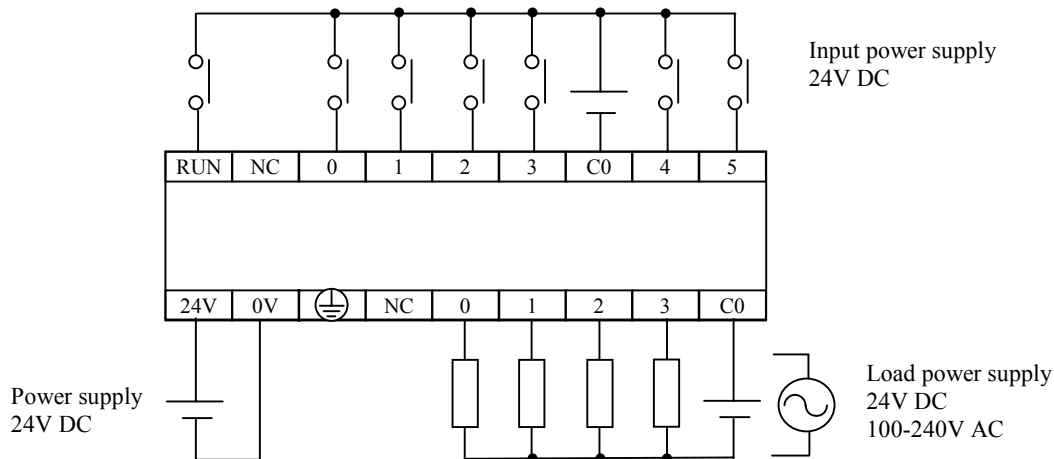 Input power supply
24V DC
RUN NC 0 1 2 3 C0 4 5
24V 0V NC 0 1 2 3 C0
Power supply
24V DC
Load power supply
24V DC
100-240V AC